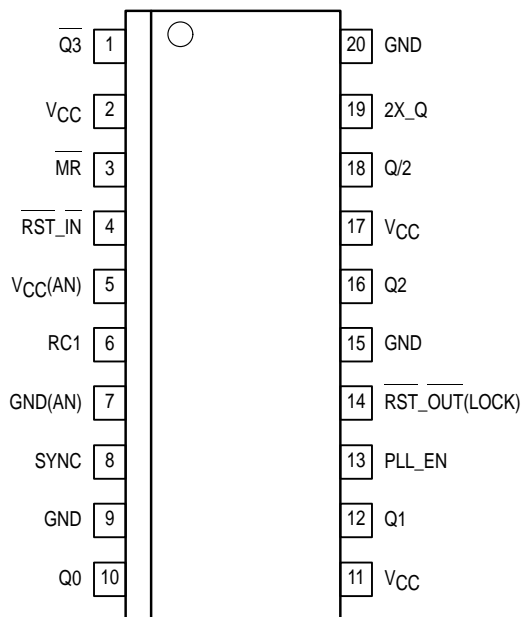 Q3 1 20 GND
VCC 2 19 2X_Q
MR 3 18 Q/2
RST_IN 4 17 VCC
VCC(AN) 5 16 Q2
RC1 6 15 GND
GND(AN) 7 14 RST_OUT(LOCK)
SYNC 8 13 PLL_EN
GND 9 12 Q1
Q0 10 11 VCC